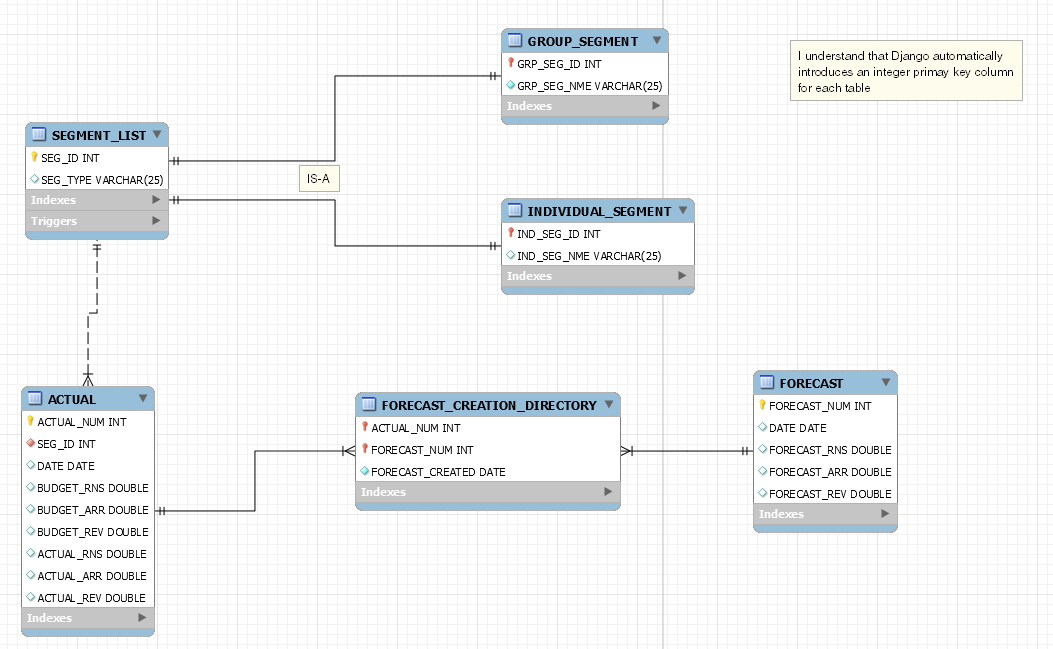 GROUP_SEGMENT
GRP_SEG_ID INT
GRP_SEG_NME VARCHAR(25)
Indexes
I understand that Django automatically
introduces an integer primay key column
for each table
SEGMENT_LIST
SEG_ID INT
SEG_TYPE VARCHAR(25)
Indexes
Triggers
IS-A
INDIVIDUAL_SEGMENT
IND_SEG_ID INT
IND_SEG_NME VARCHAR(25)
Indexes
ACTUAL
ACTUAL_NUM INT
SEG_ID INT
DATE DATE
BUDGET_RNS DOUBLE
BUDGET_ARR DOUBLE
BUDGET_REV DOUBLE
ACTUAL_RNS DOUBLE
ACTUAL_ARR DOUBLE
ACTUAL_REV DOUBLE
Indexes
FORECAST_CREATION_DIRECTORY
ACTUAL_NUM INT
FORECAST_NUM INT
FORECAST_CREATED DATE
Indexes
FORECAST
FORECAST_NUM INT
DATE DATE
FORECAST_RNS DOUBLE
FORECAST_ARR DOUBLE
FORECAST_REV DOUBLE
Indexes